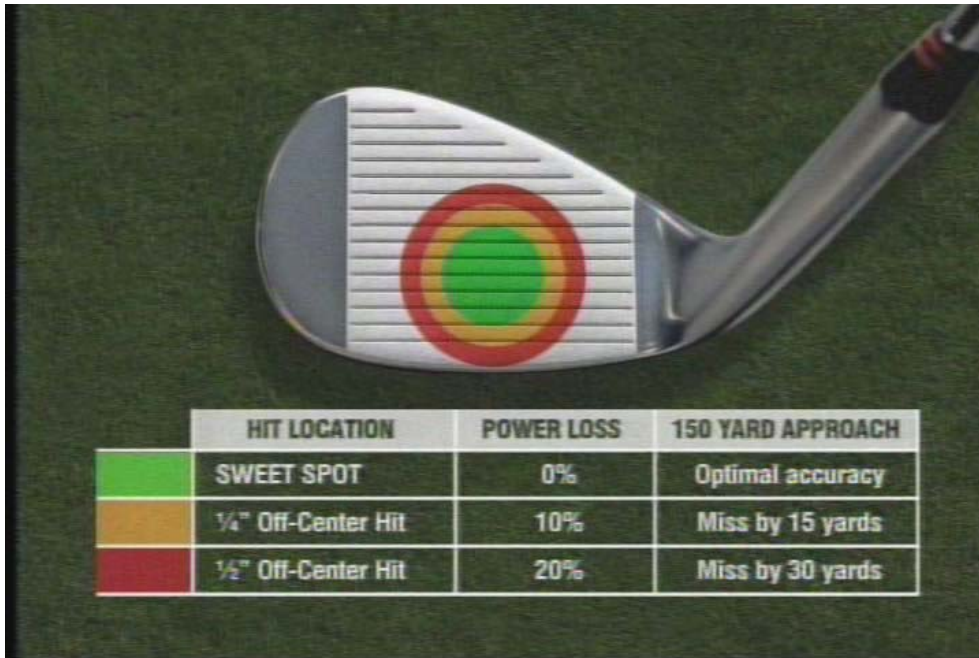 HIT LOCATION POWER LOSS 150 YARD APPROACH
SWEET SPOT 0% Optimal accuracy
¼" Off-Center Hit 10% Miss by 15 yards
½" Off-Center Hit 20% Miss by 30 yards